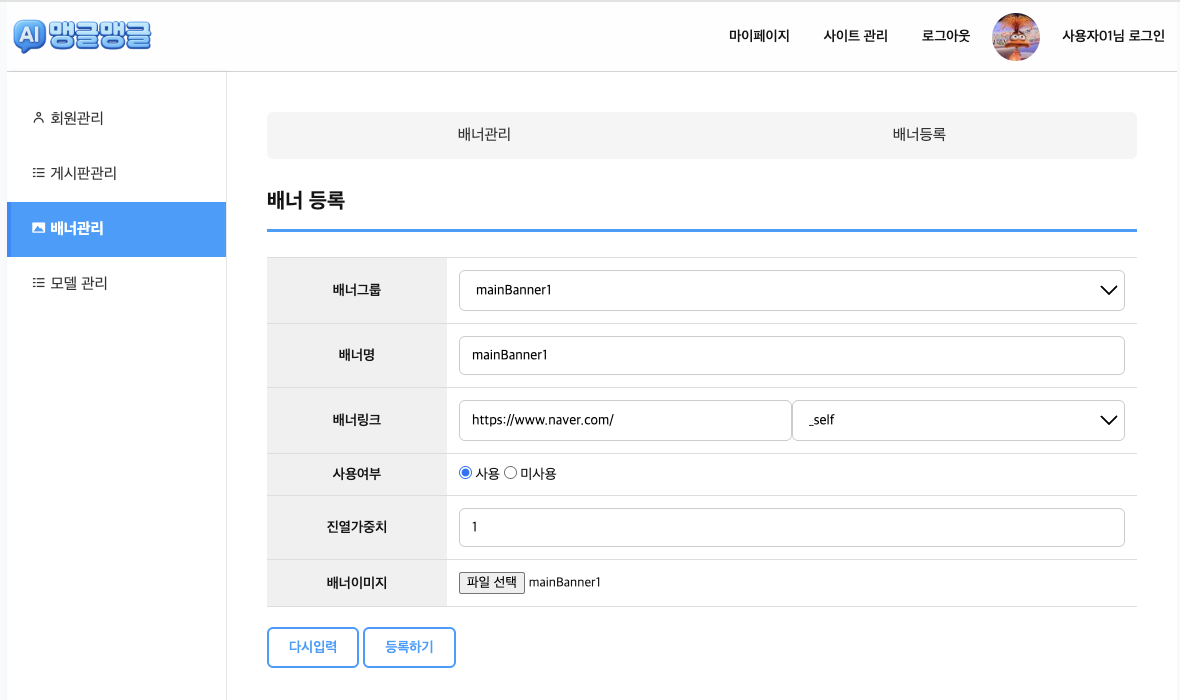 AI 맹글맹글
마이페이지 사이트 관리 로그아웃 사용자01님 로그인
회원관리
게시판관리
배너관리
모델 관리
배너관리 배너등록
배너 등록
배너그룹 mainBanner1
배너명 mainBanner1
배너링크 https://www.naver.com/ _self
사용여부 사용 미사용
진열가중치 1
배너이미지 파일 선택 mainBanner1
다시입력 등록하기